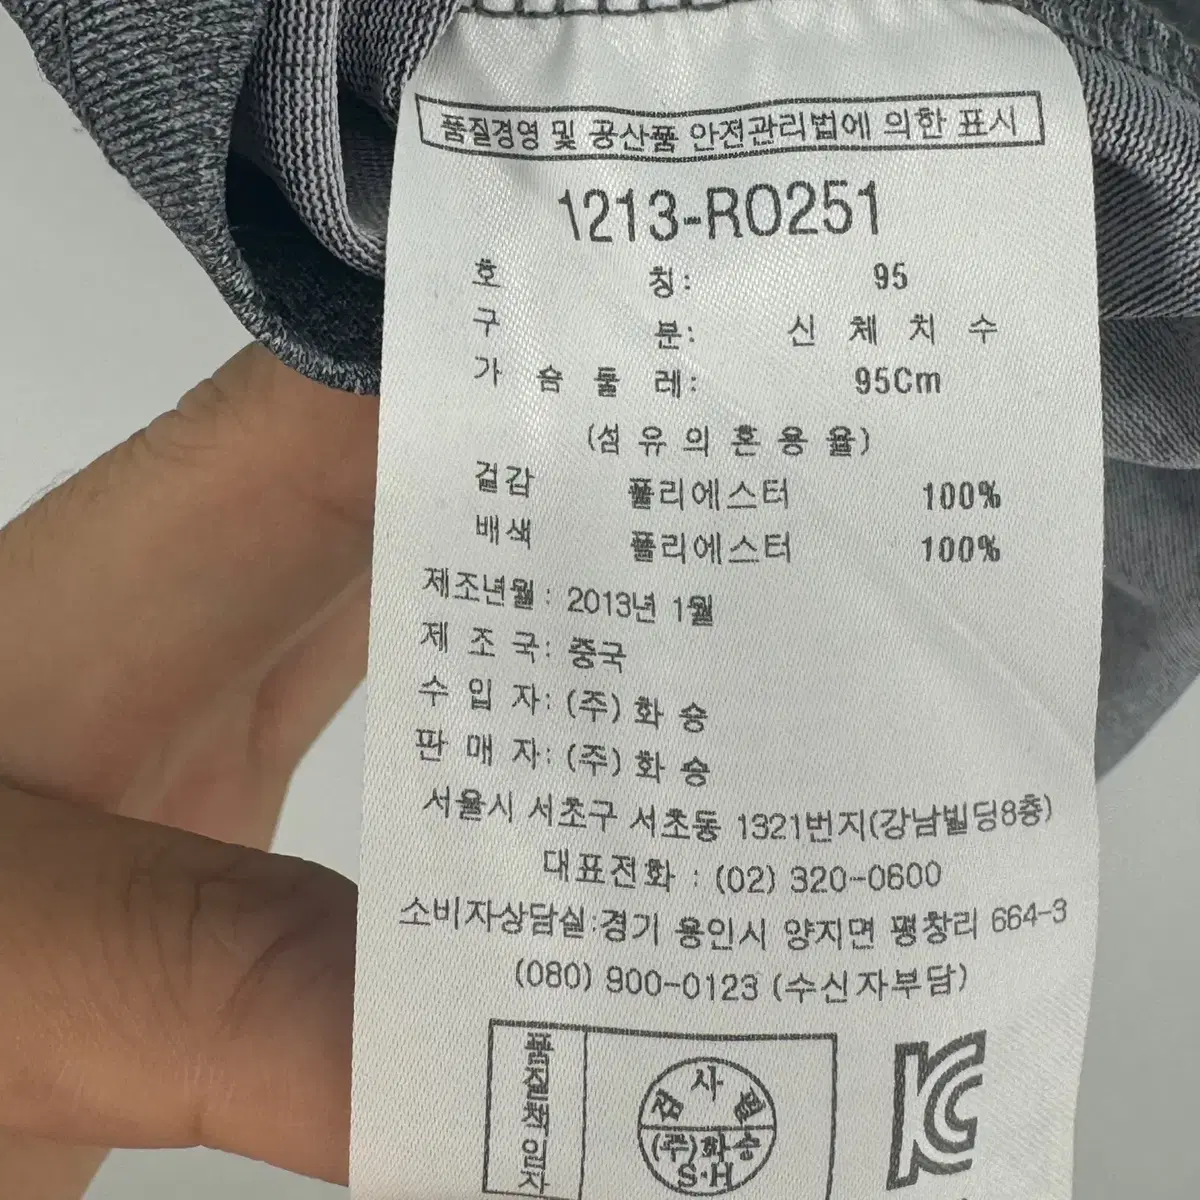 품질경영 및 공산품 안전관리법에 의한 표시
1213-RO251
호 칭: 95
구 분: 신 체 치 수
가 슴 둘 레: 95Cm
(섬 유 의 혼 용 율)
겉감 폴리에스터 100%
배색 폴리에스터 100%
제조년월: 2013년 1월
제 조 국: 중국
수 입 자: (주) 화 승
판 매 자: (주) 화 승
서울시 서초구 서초동 1321번지(강남빌딩8층)
대표전화 : (02) 320-0600
소비자상담실:경기 용인시 양지면 평창리 664-3
(080) 900-0123 (수신자부담)
품질책임자
검사필
(주)화승
S·H
KC